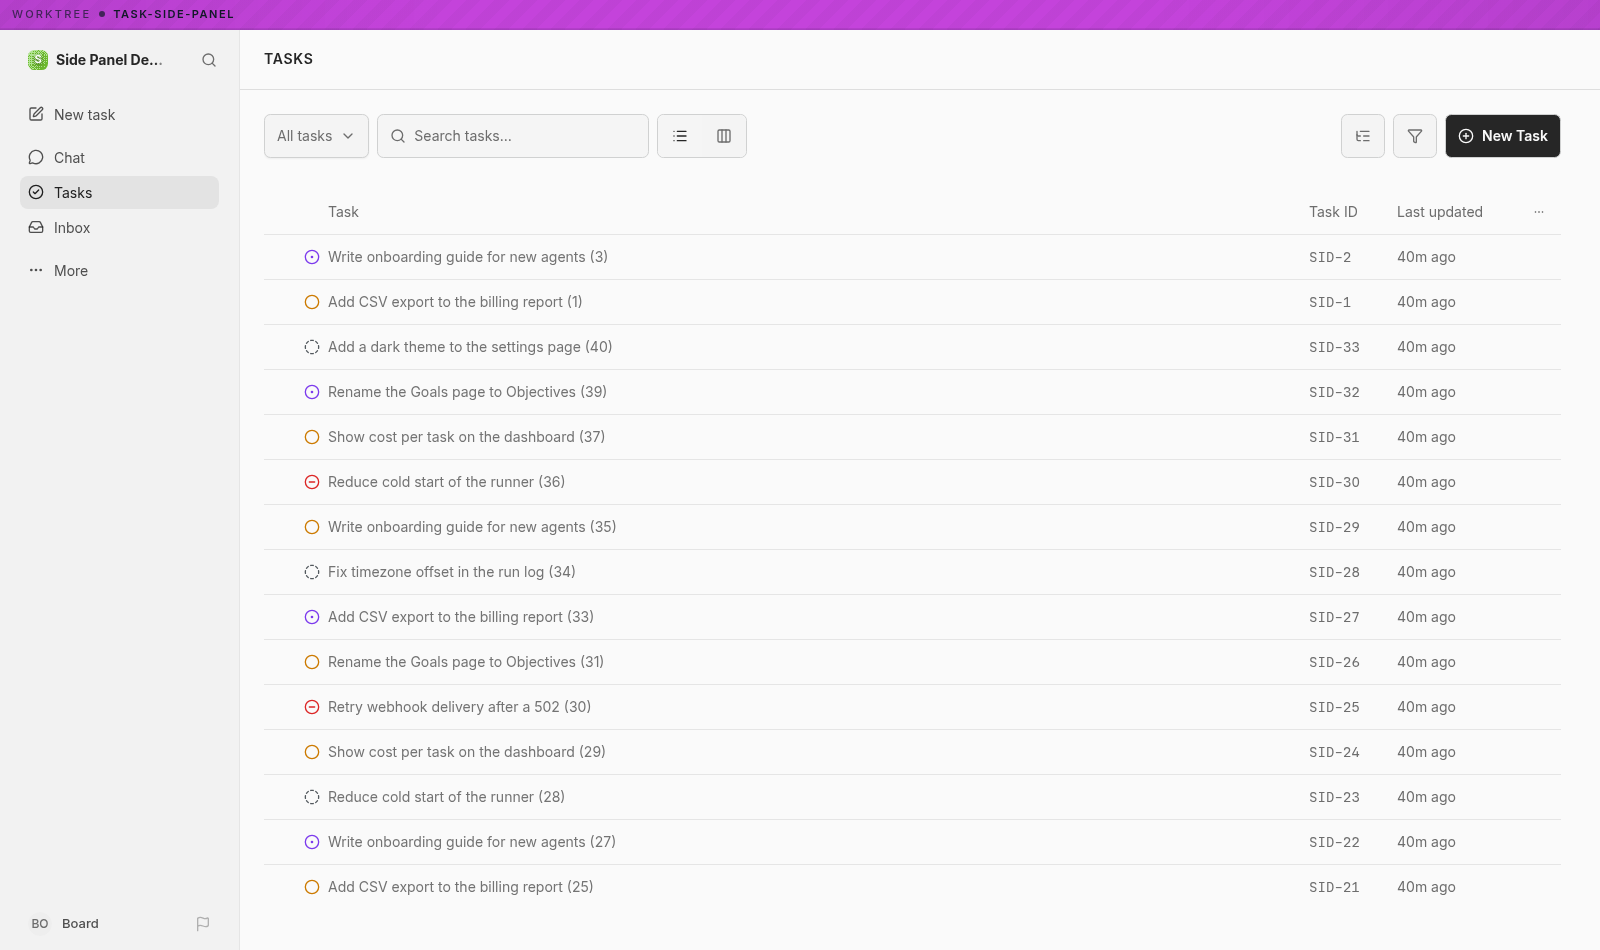 WORKTREE • TASK-SIDE-PANEL
S Side Panel De...
TASKS
New task
Chat
Tasks
Inbox
More
All tasks
Search tasks...
New Task
Task Task ID Last updated ...
Write onboarding guide for new agents (3) SID-2 40m ago
Add CSV export to the billing report (1) SID-1 40m ago
Add a dark theme to the settings page (40) SID-33 40m ago
Rename the Goals page to Objectives (39) SID-32 40m ago
Show cost per task on the dashboard (37) SID-31 40m ago
Reduce cold start of the runner (36) SID-30 40m ago
Write onboarding guide for new agents (35) SID-29 40m ago
Fix timezone offset in the run log (34) SID-28 40m ago
Add CSV export to the billing report (33) SID-27 40m ago
Rename the Goals page to Objectives (31) SID-26 40m ago
Retry webhook delivery after a 502 (30) SID-25 40m ago
Show cost per task on the dashboard (29) SID-24 40m ago
Reduce cold start of the runner (28) SID-23 40m ago
Write onboarding guide for new agents (27) SID-22 40m ago
Add CSV export to the billing report (25) SID-21 40m ago
BO Board